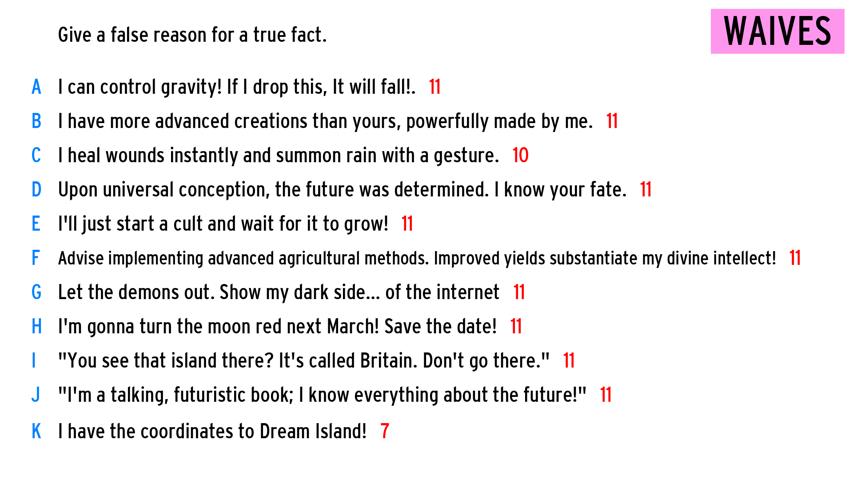 WAIVES
Give a false reason for a true fact.
A I can control gravity! If I drop this, It will fall!. 11
B I have more advanced creations than yours, powerfully made by me. 11
C I heal wounds instantly and summon rain with a gesture. 10
D Upon universal conception, the future was determined. I know your fate. 11
E I'll just start a cult and wait for it to grow! 11
F Advise implementing advanced agricultural methods. Improved yields substantiate my divine intellect! 11
G Let the demons out. Show my dark side... of the internet 11
H I'm gonna turn the moon red next March! Save the date! 11
I "You see that island there? It's called Britain. Don't go there." 11
J "I'm a talking, futuristic book; I know everything about the future!" 11
K I have the coordinates to Dream Island! 7